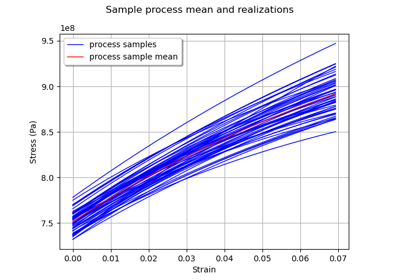 Sample process mean and realizations
1e8
process samples
process sample mean
9.5
9.0
8.5
8.0
7.5
Stress (Pa)
0.00 0.01 0.02 0.03 0.04 0.05 0.06 0.07
Strain